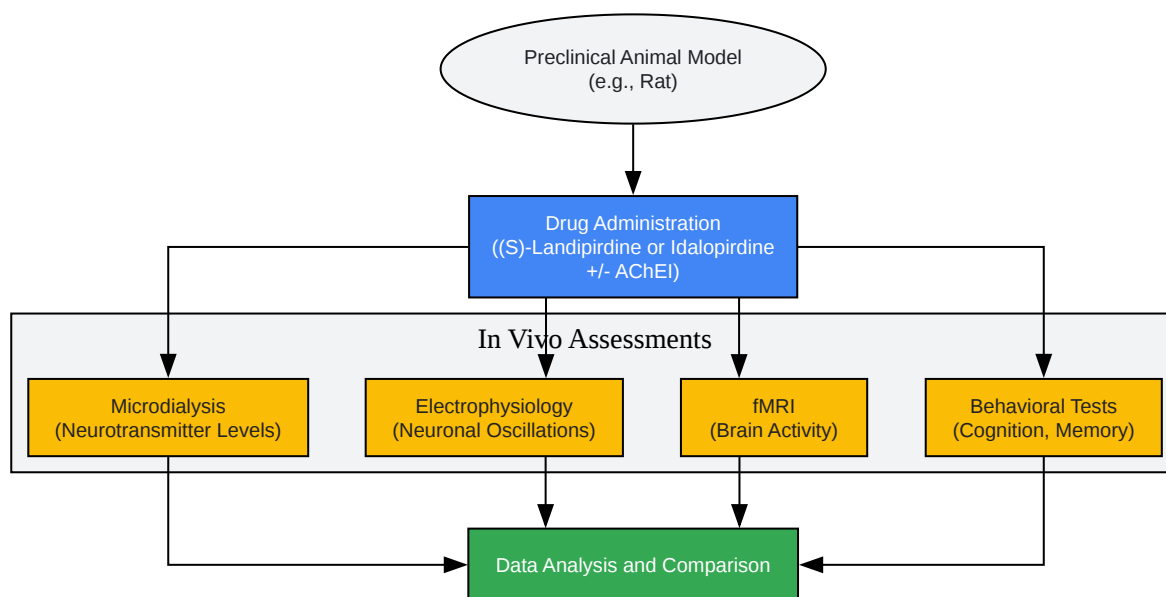 Preclinical Animal Model
(e.g., Rat)
Drug Administration
((S)-Landipirdine or Idalopirdine
+/- AChEI)
In Vivo Assessments
Microdialysis
(Neurotransmitter Levels)
Electrophysiology
(Neuronal Oscillations)
fMRI
(Brain Activity)
Behavioral Tests
(Cognition, Memory)
Data Analysis and Comparison